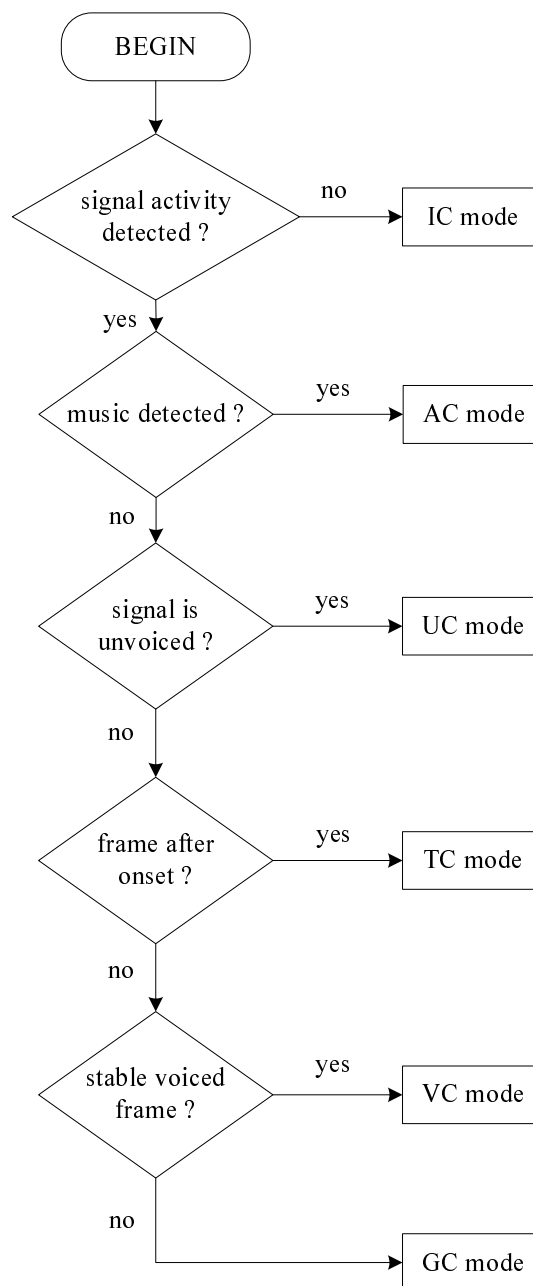 BEGIN
signal activity
detected ?
no
IC mode
yes
music detected ?
yes
AC mode
no
signal is
unvoiced ?
yes
UC mode
no
frame after
onset ?
yes
TC mode
no
stable voiced
frame ?
yes
VC mode
no
GC mode